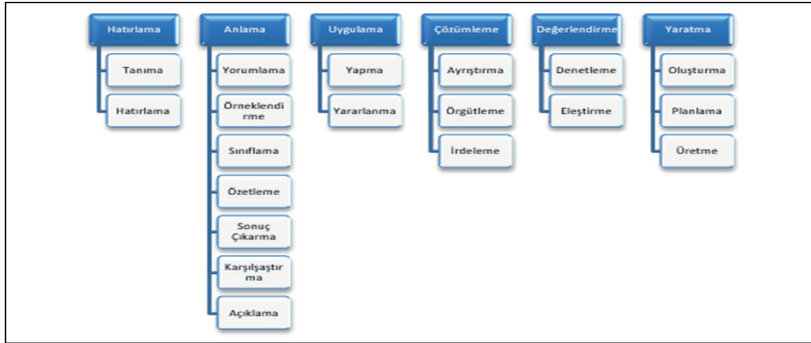 Hatırlama
Tanıma
Hatırlama
Anlama
Yorumlama
Örneklendi
rme
Sınıflama
Özetleme
Sonuç
Çıkarma
Karşılşaştır
ma
Açıklama
Uygulama
Yapma
Yararlanma
Çözümleme
Ayrıştırma
Örgütleme
İrdeleme
Değerlendirme
Denetleme
Eleştirme
Yaratma
Oluşturma
Planlama
Üretme